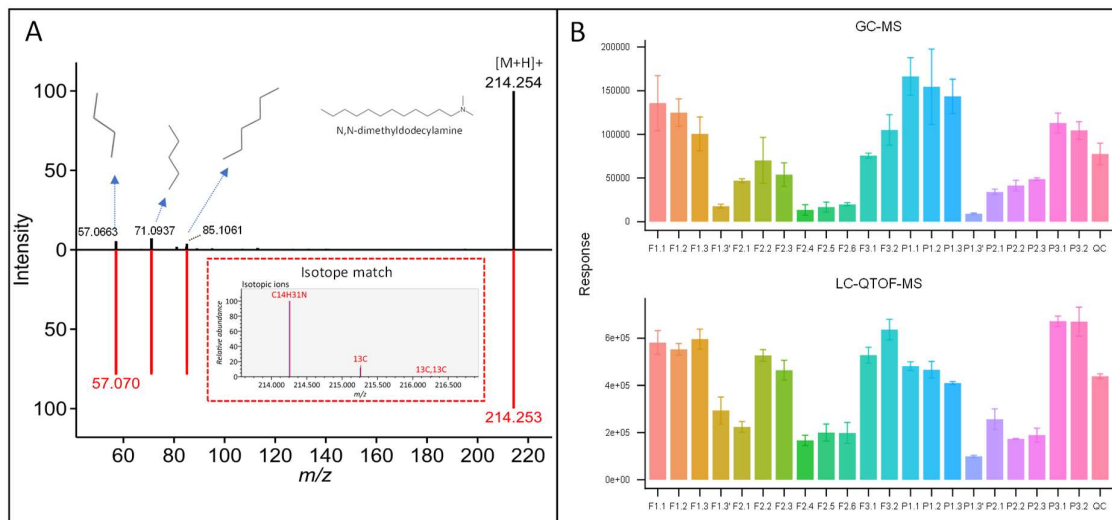 A
[M+H]+
214.254
100
N,N-dimethyldodecylamine
50
57.0663
71.0937
85.1061
0
Intensity
Isotope match
Isotopic ions
C14H31N
100
80
60
40
20
0
Relative abundance
13C
13C,13C
214.000 214.500 215.000 215.500 216.000 216.500
m/z
50
57.070
100
214.253
60 80 100 120 140 160 180 200 220
m/z
B
GC-MS
200000
150000
100000
50000
0
F1.1 F1.2 F1.3 F1.3' F2.1 F2.2 F2.3 F2.4 F2.5 F2.6 F3.1 F3.2 P1.1 P1.2 P1.3 P1.3' P2.1 P2.2 P2.3 P3.1 P3.2 QC
Response
LC-QTOF-MS
6e+05
4e+05
2e+05
0e+00
F1.1 F1.2 F1.3 F1.3' F2.1 F2.2 F2.3 F2.4 F2.5 F2.6 F3.1 F3.2 P1.1 P1.2 P1.3 P1.3' P2.1 P2.2 P2.3 P3.1 P3.2 QC